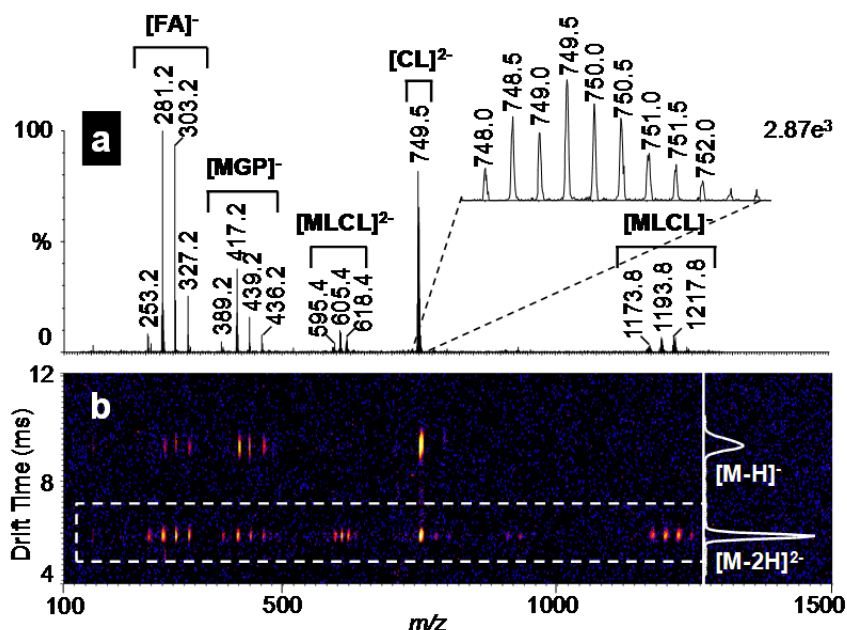 a
[FA]-
281.2
303.2
[MGP]-
253.2
327.2
389.2
417.2
439.2
436.2
[MLCL]2-
595.4
605.4
618.4
[CL]2-
749.5
748.0
748.5
749.0
749.5
750.0
750.5
751.0
751.5
752.0
2.87e3
[MLCL]-
1173.8
1193.8
1217.8
100
%
0
b
12
8
4
Drift Time (ms)
[M-H]-
[M-2H]2-
100
500
1000
1500
m/z